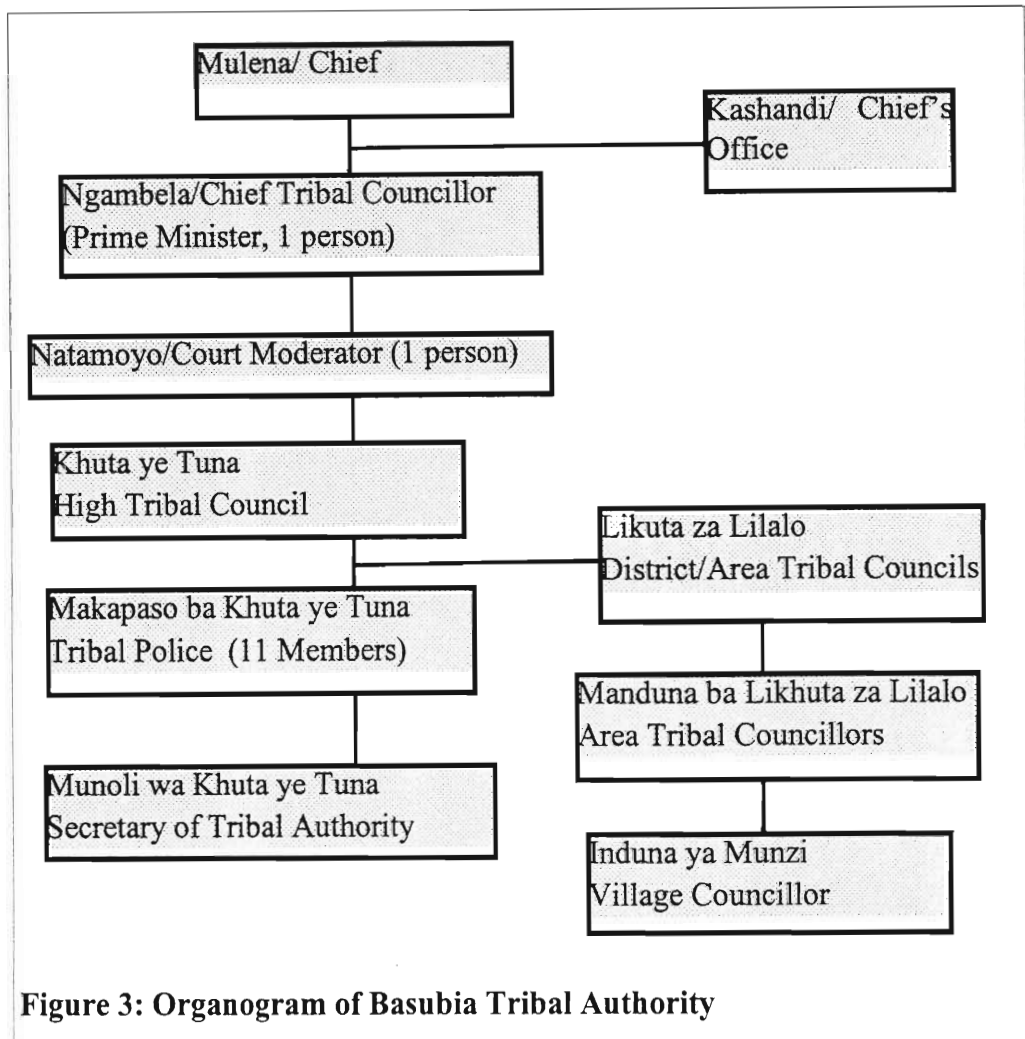 Mulena/ Chief
Kashandi/ Chief's
Office
Ngambela/Chief Tribal Councillor
(Prime Minister, 1 person)
Natamoyo/Court Moderator (1 person)
Khuta ye Tuna
High Tribal Council
Likuta za Lilalo
District/Area Tribal Councils
Makapaso ba Khuta ye Tuna
Tribal Police (11 Members)
Manduna ba Likhuta za Lilalo
Area Tribal Councillors
Munoli wa Khuta ye Tuna
Secretary of Tribal Authority
Induna ya Munzi
Village Councillor
Figure 3: Organogram of Basubia Tribal Authority